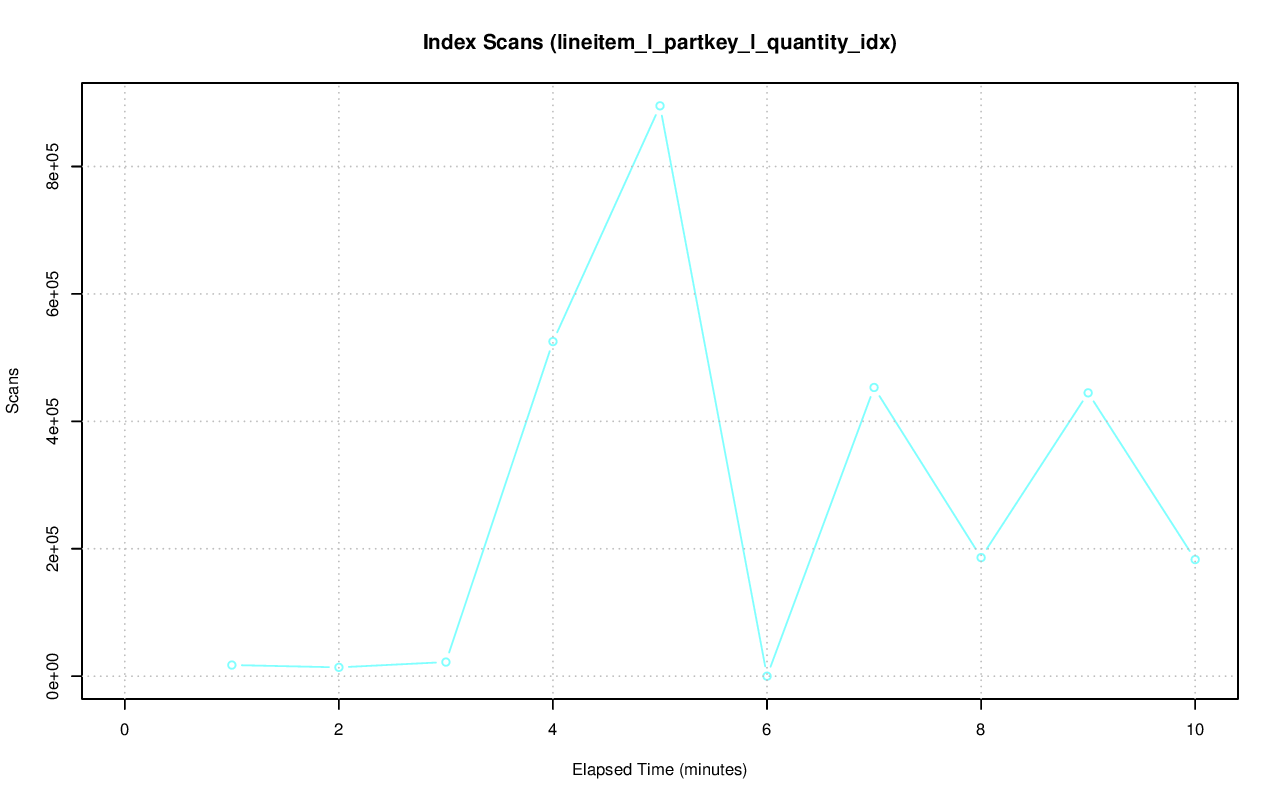 Index Scans (lineitem_l_partkey_l_quantity_idx)
Scans
8e+05
6e+05
4e+05
2e+05
0e+00
0 2 4 6 8 10
Elapsed Time (minutes)